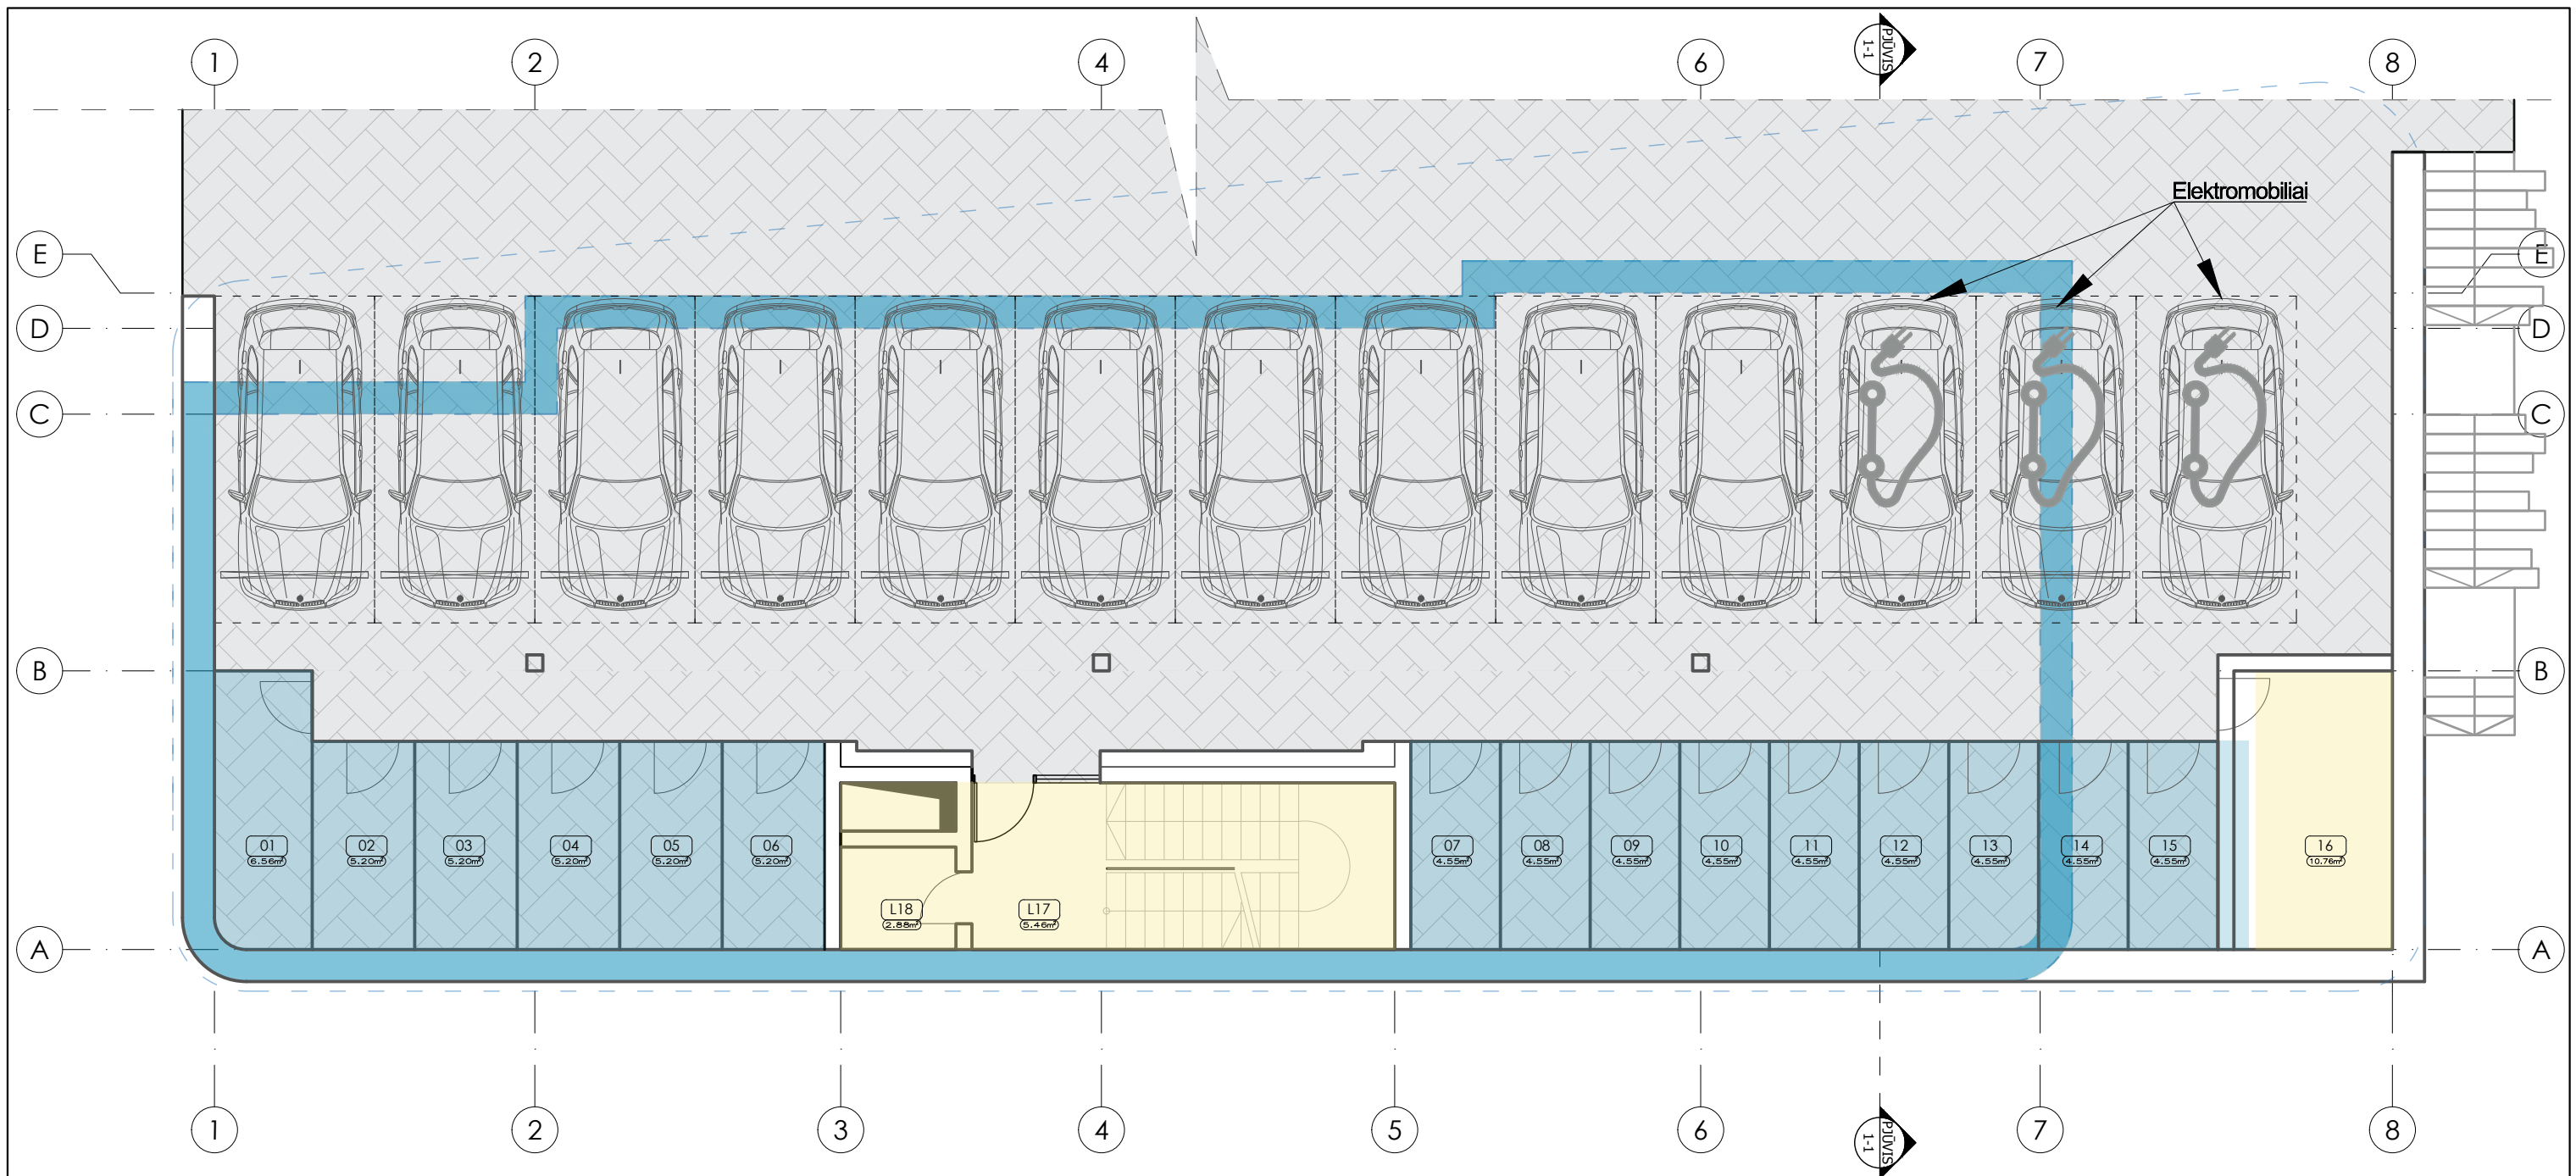 1
2
4
6
7
8
PJŪVIS
1-1
Elektromobiliai
E
E
D
D
C
C
B
B
01
6.56m²
02
5.20m²
03
5.20m²
04
5.20m²
05
5.20m²
06
5.20m²
07
4.55m²
08
4.55m²
09
4.55m²
10
4.55m²
11
4.55m²
12
4.55m²
13
4.55m²
14
4.55m²
15
4.55m²
16
10.76m²
L18
2.88m²
L17
5.46m²
A
A
1
2
3
4
5
6
7
8
PJŪVIS
1-1